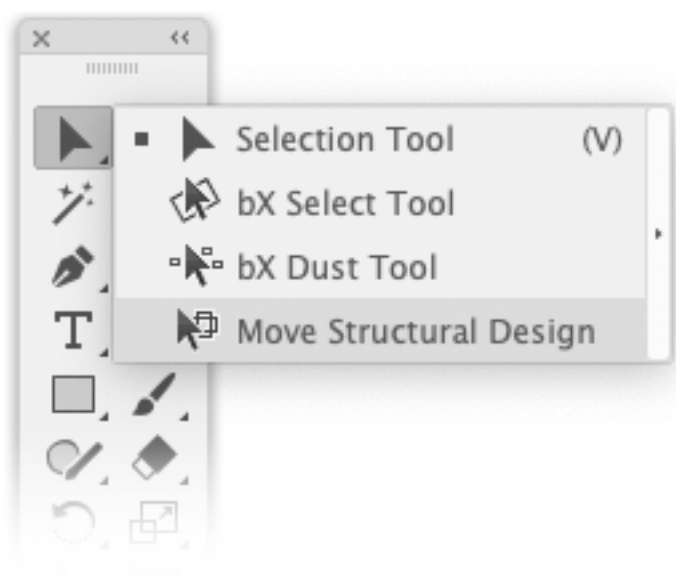 Selection Tool (V)
bX Select Tool
bX Dust Tool
Move Structural Design